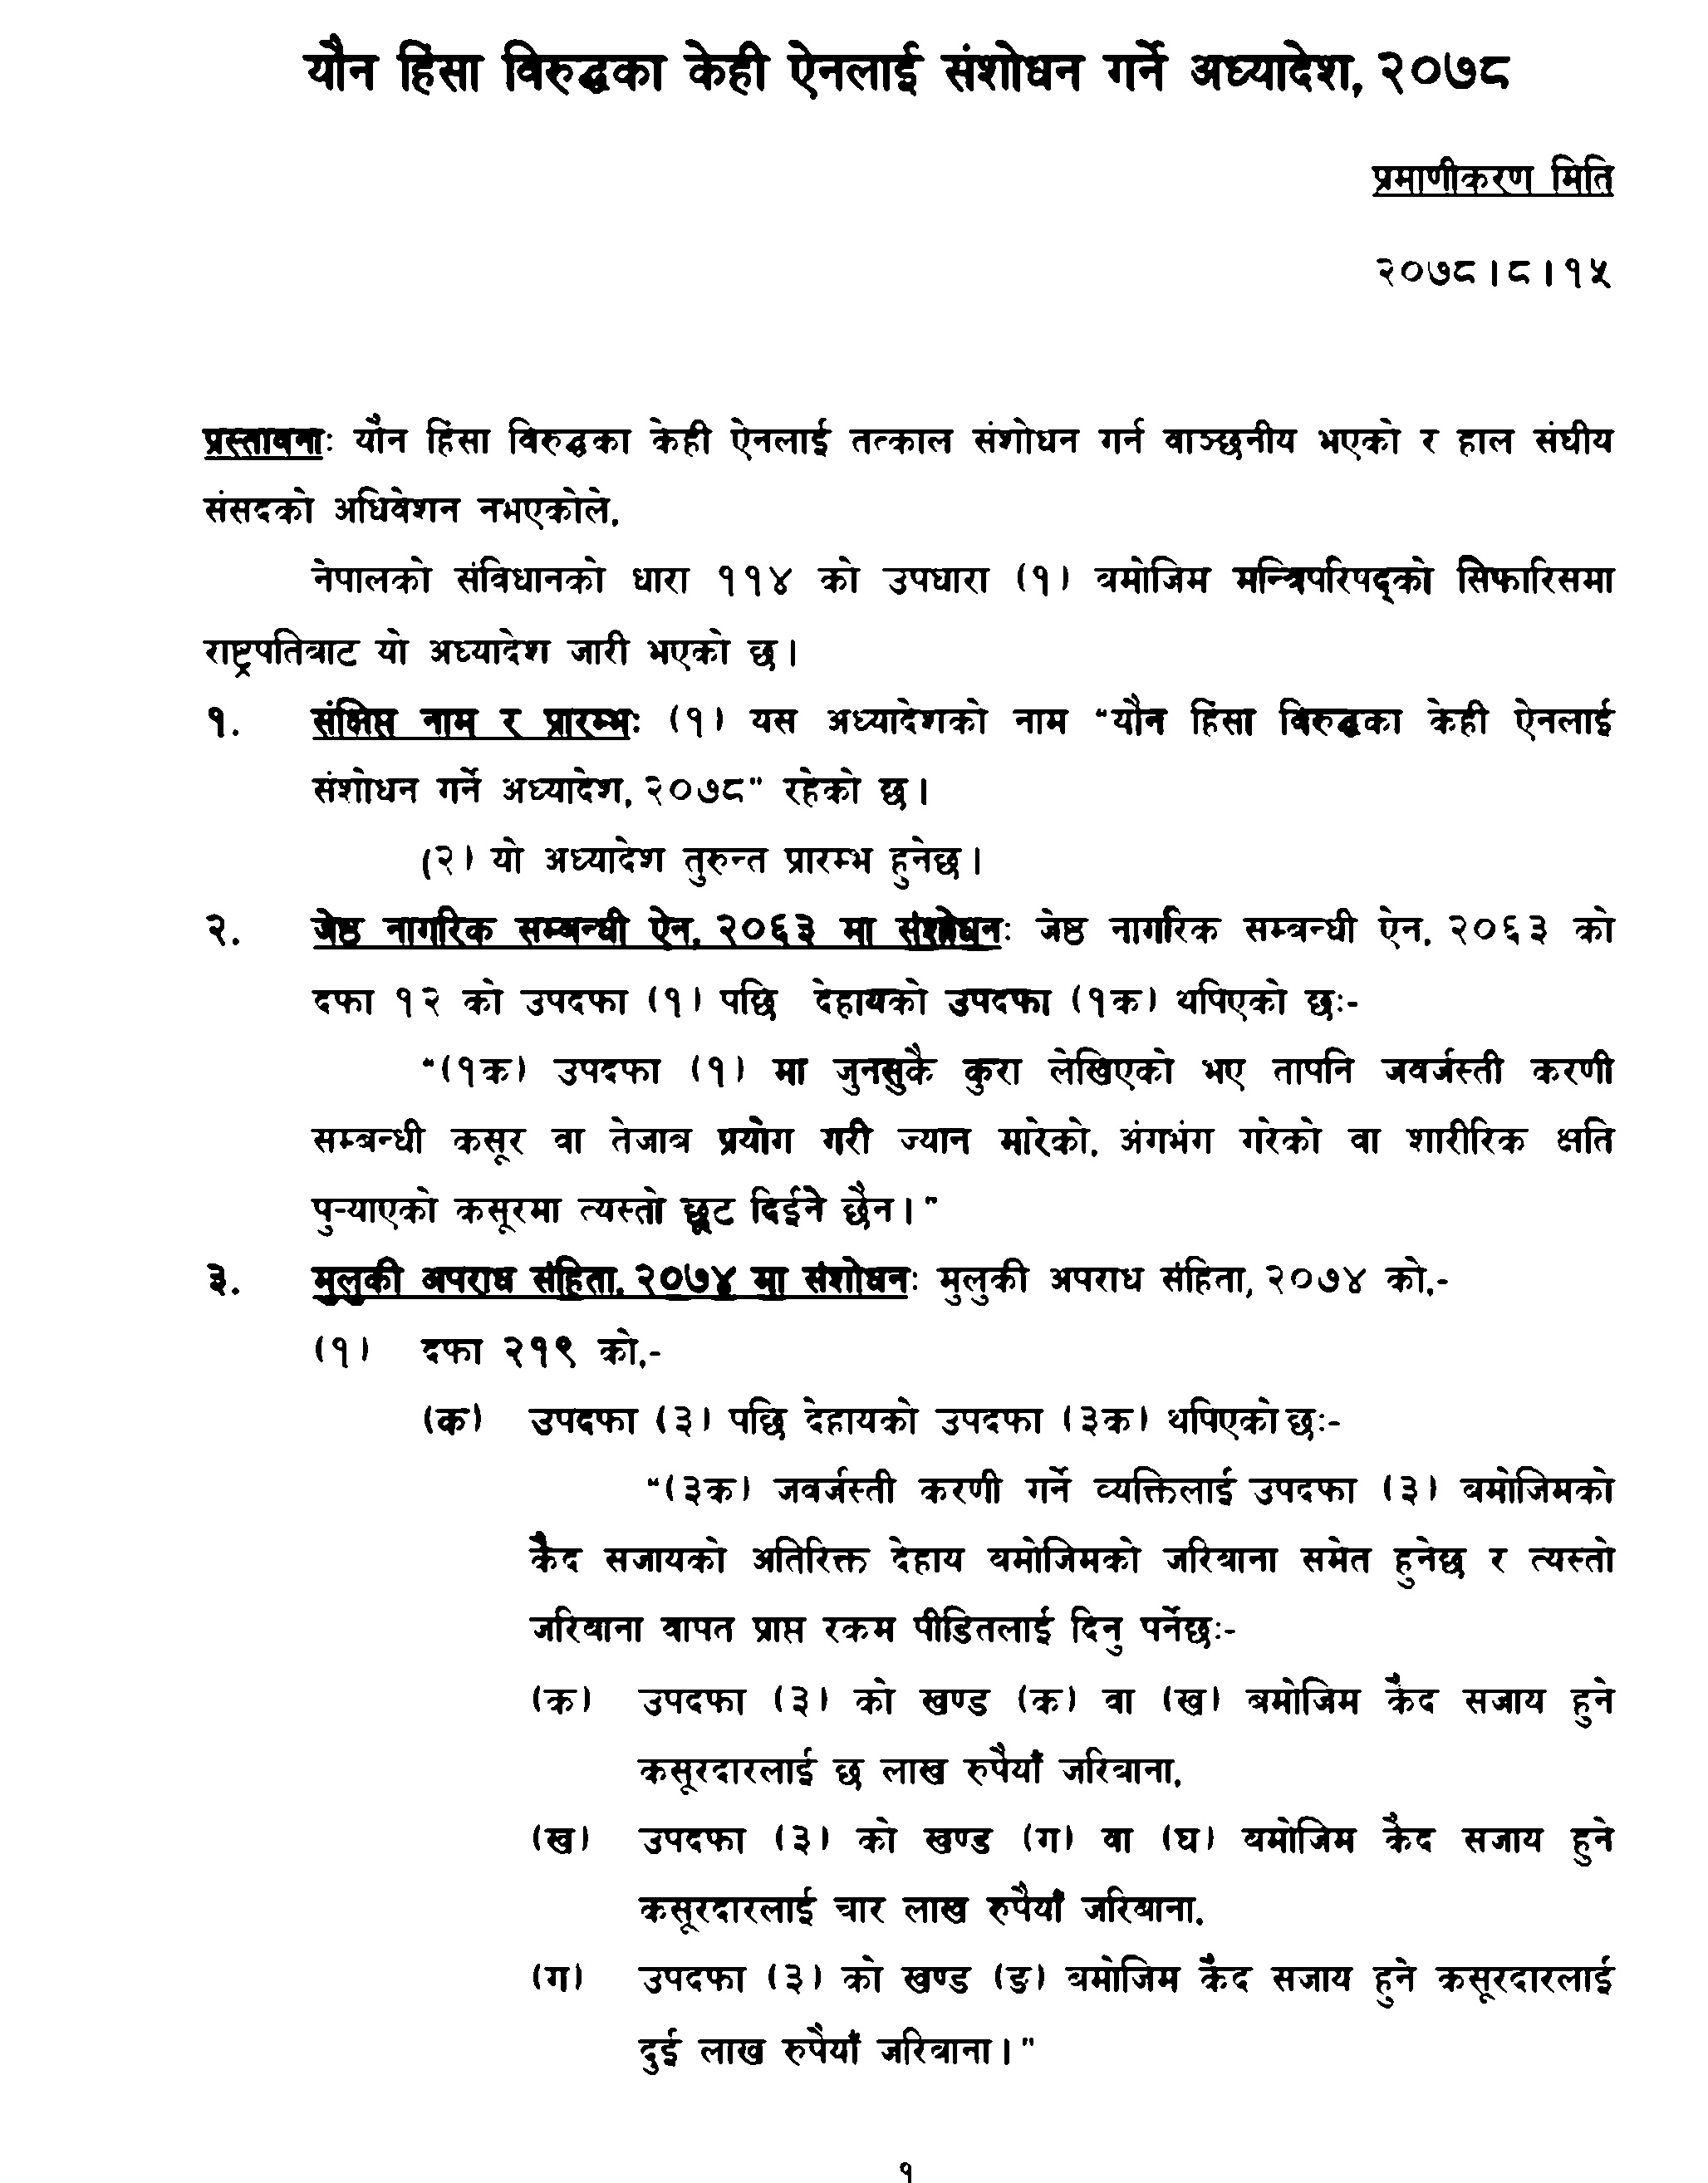 यौन हिंसा विरुद्धका केही ऐनलाई संशोधन गर्ने अध्यादेश, २०७८
प्रमाणीकरण मिति
२०७८।८।१५
प्रस्तावनाः यौन हिंसा विरुद्धका केही ऐनलाई तत्काल संशोधन गर्न वाञ्छनीय भएको र हाल संघीय
संसदको अधिवेशन नभएकोले,
नेपालको संविधानको धारा ११४ को उपधारा (१) बमोजिम मन्त्रिपरिषद्को सिफारिसमा
राष्ट्रपतिबाट यो अध्यादेश जारी भएको छ।
१. संक्षिप्त नाम र प्रारम्भः (१) यस अध्यादेशको नाम "यौन हिंसा विरुद्धका केही ऐनलाई
संशोधन गर्ने अध्यादेश, २०७८" रहेको छ।
(२) यो अध्यादेश तुरुन्त प्रारम्भ हुनेछ।
२. जेष्ठ नागरिक सम्बन्धी ऐन, २०६३ मा संशोधनः जेष्ठ नागरिक सम्बन्धी ऐन, २०६३ को
दफा १२ को उपदफा (१) पछि देहायको उपदफा (१क) थपिएको छः-
"(१क) उपदफा (१) मा जुनसुकै कुरा लेखिएको भए तापनि जबर्जस्ती करणी
सम्बन्धी कसूर वा तेजाब प्रयोग गरी ज्यान मारेको, अंगभंग गरेको वा शारीरिक क्षति
पुर्‍याएको कसूरमा त्यस्तो छूट दिईने छैन।"
३. मुलुकी अपराध संहिता, २०७४ मा संशोधनः मुलुकी अपराध संहिता, २०७४ को,-
(१) दफा २१९ को,-
(क) उपदफा (३) पछि देहायको उपदफा (३क) थपिएको छः-
"(३क) जबर्जस्ती करणी गर्ने व्यक्तिलाई उपदफा (३) बमोजिमको
कैद सजायको अतिरिक्त देहाय बमोजिमको जरिबाना समेत हुनेछ र त्यस्तो
जरिबाना वापत प्राप्त रकम पीडितलाई दिनु पर्नेछः-
(क) उपदफा (३) को खण्ड (क) वा (ख) बमोजिम कैद सजाय हुने
कसूरदारलाई छ लाख रुपैयाँ जरिबाना,
(ख) उपदफा (३) को खण्ड (ग) वा (घ) बमोजिम कैद सजाय हुने
कसूरदारलाई चार लाख रुपैयाँ जरिबाना,
(ग) उपदफा (३) को खण्ड (ङ) बमोजिम कैद सजाय हुने कसूरदारलाई
दुई लाख रुपैयाँ जरिबाना।"
१